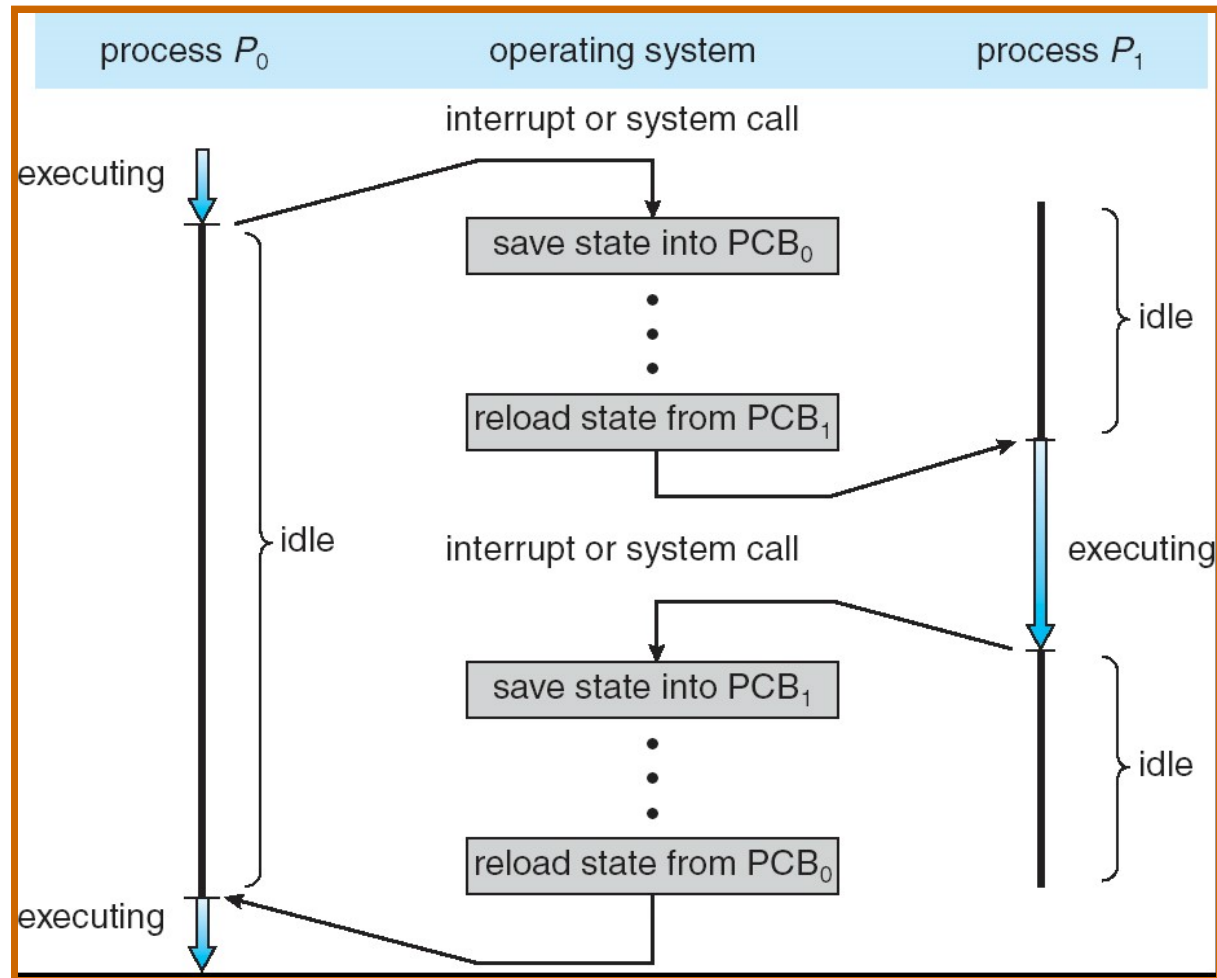 process P₀ operating system process P₁
interrupt or system call
executing
save state into PCB₀
idle
reload state from PCB₁
idle
interrupt or system call
executing
save state into PCB₁
idle
reload state from PCB₀
executing